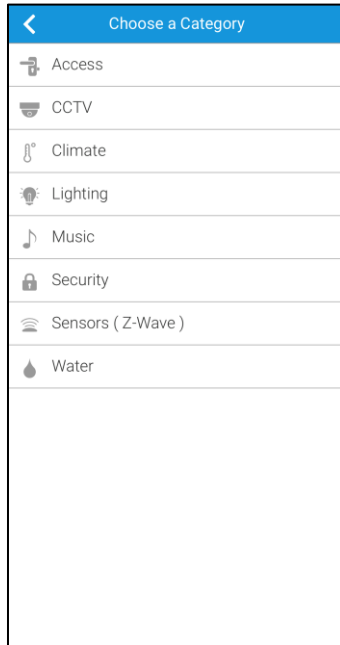 Choose a Category
Access
CCTV
Climate
Lighting
Music
Security
Sensors ( Z-Wave )
Water